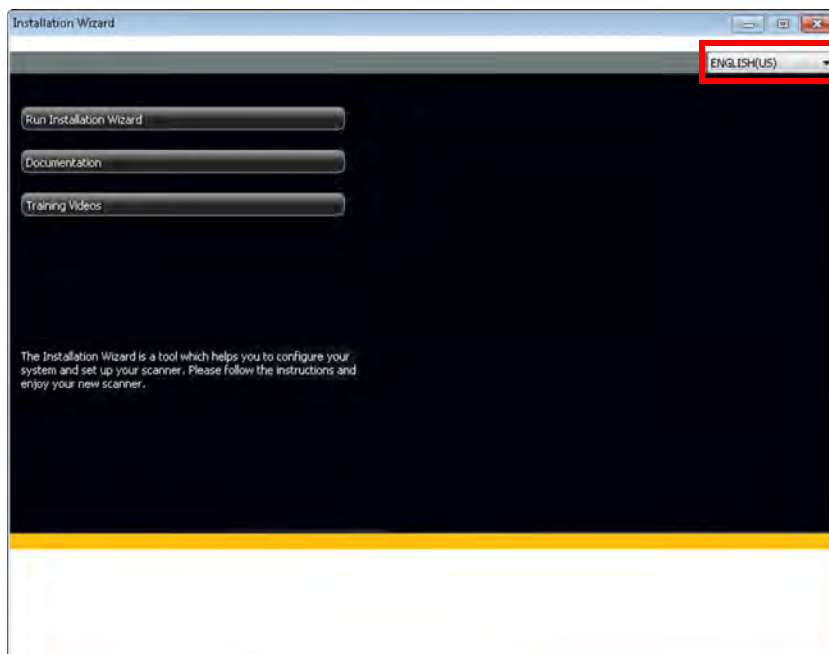 Installation Wizard
ENGLISH(US)
Run Installation Wizard
Documentation
Training Videos
The Installation Wizard is a tool which helps you to configure your
system and set up your scanner. Please follow the instructions and
enjoy your new scanner.